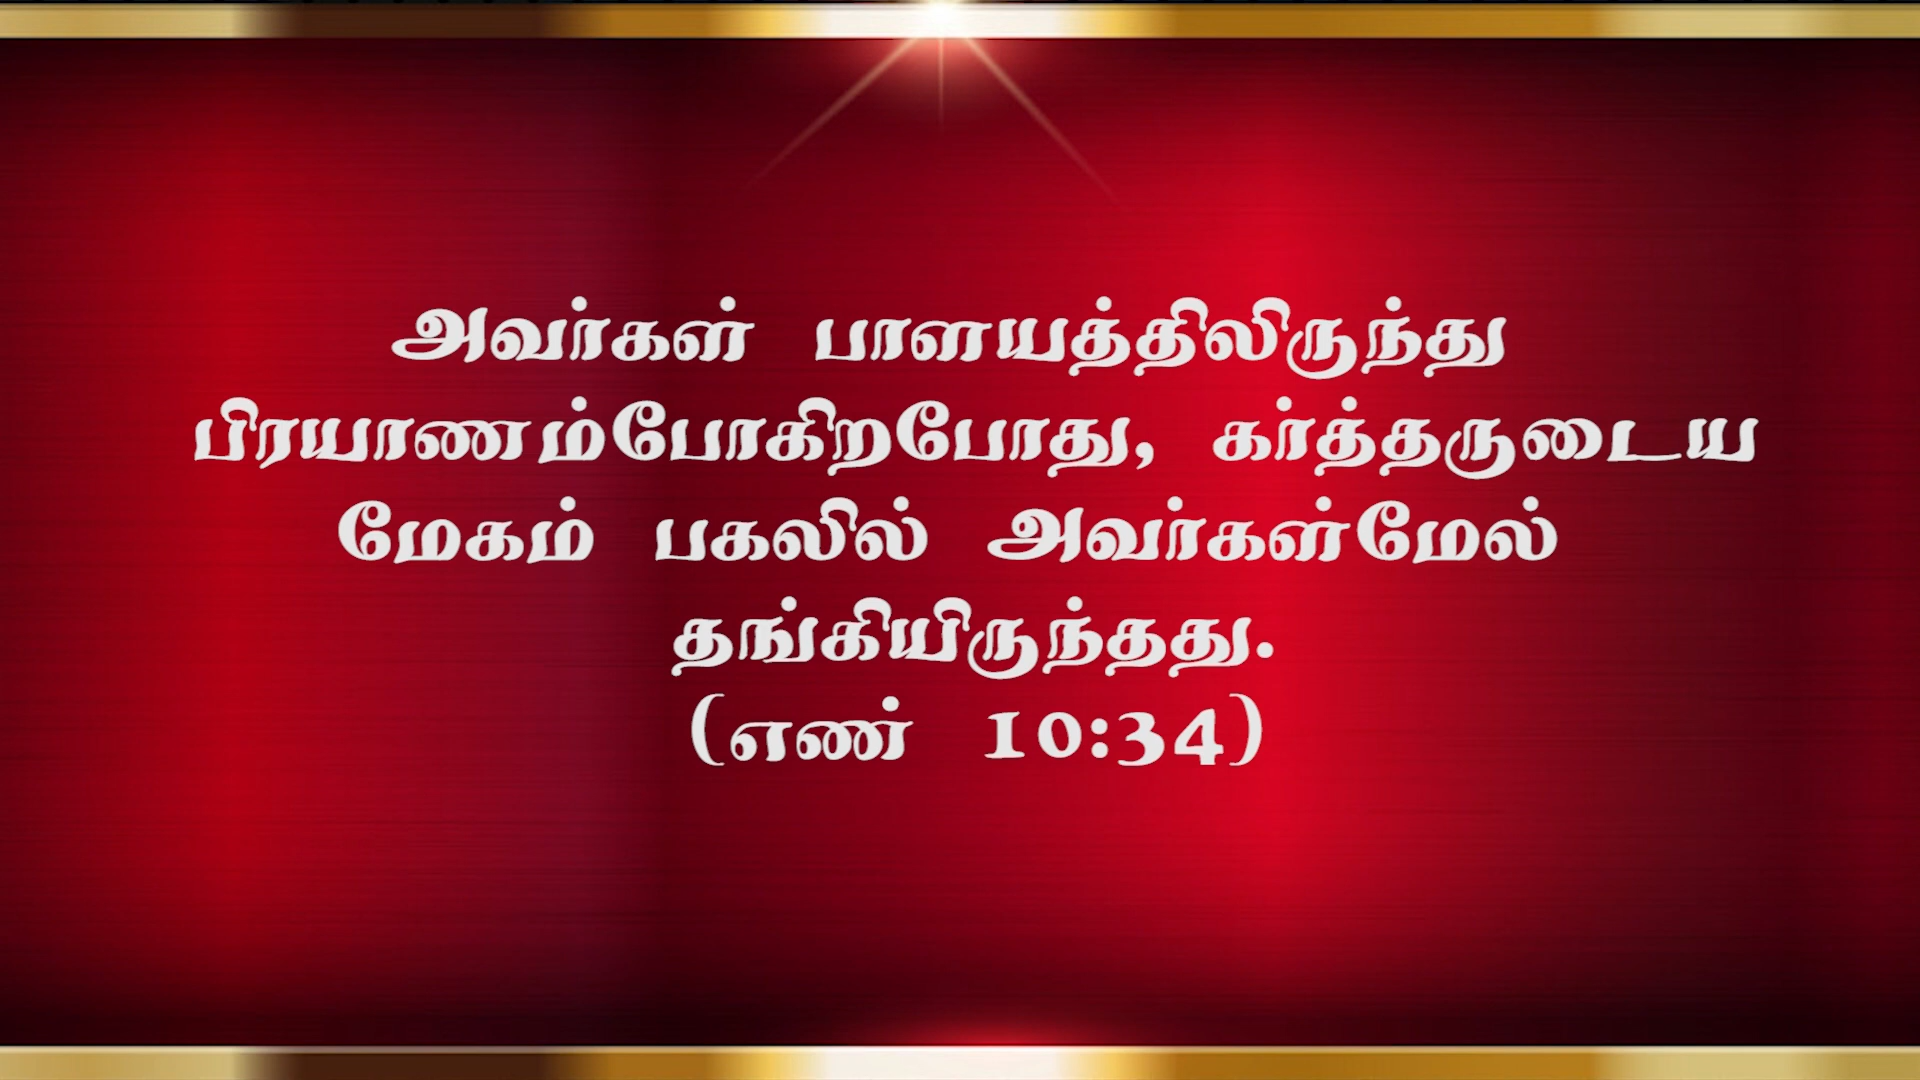 அவர்கள் பாளயத்திலிருந்து
பிரயாணம்போகிறபோது, கர்த்தருடைய
மேகம் பகலில் அவர்கள்மேல்
தங்கியிருந்தது.
(எண் 10:34)